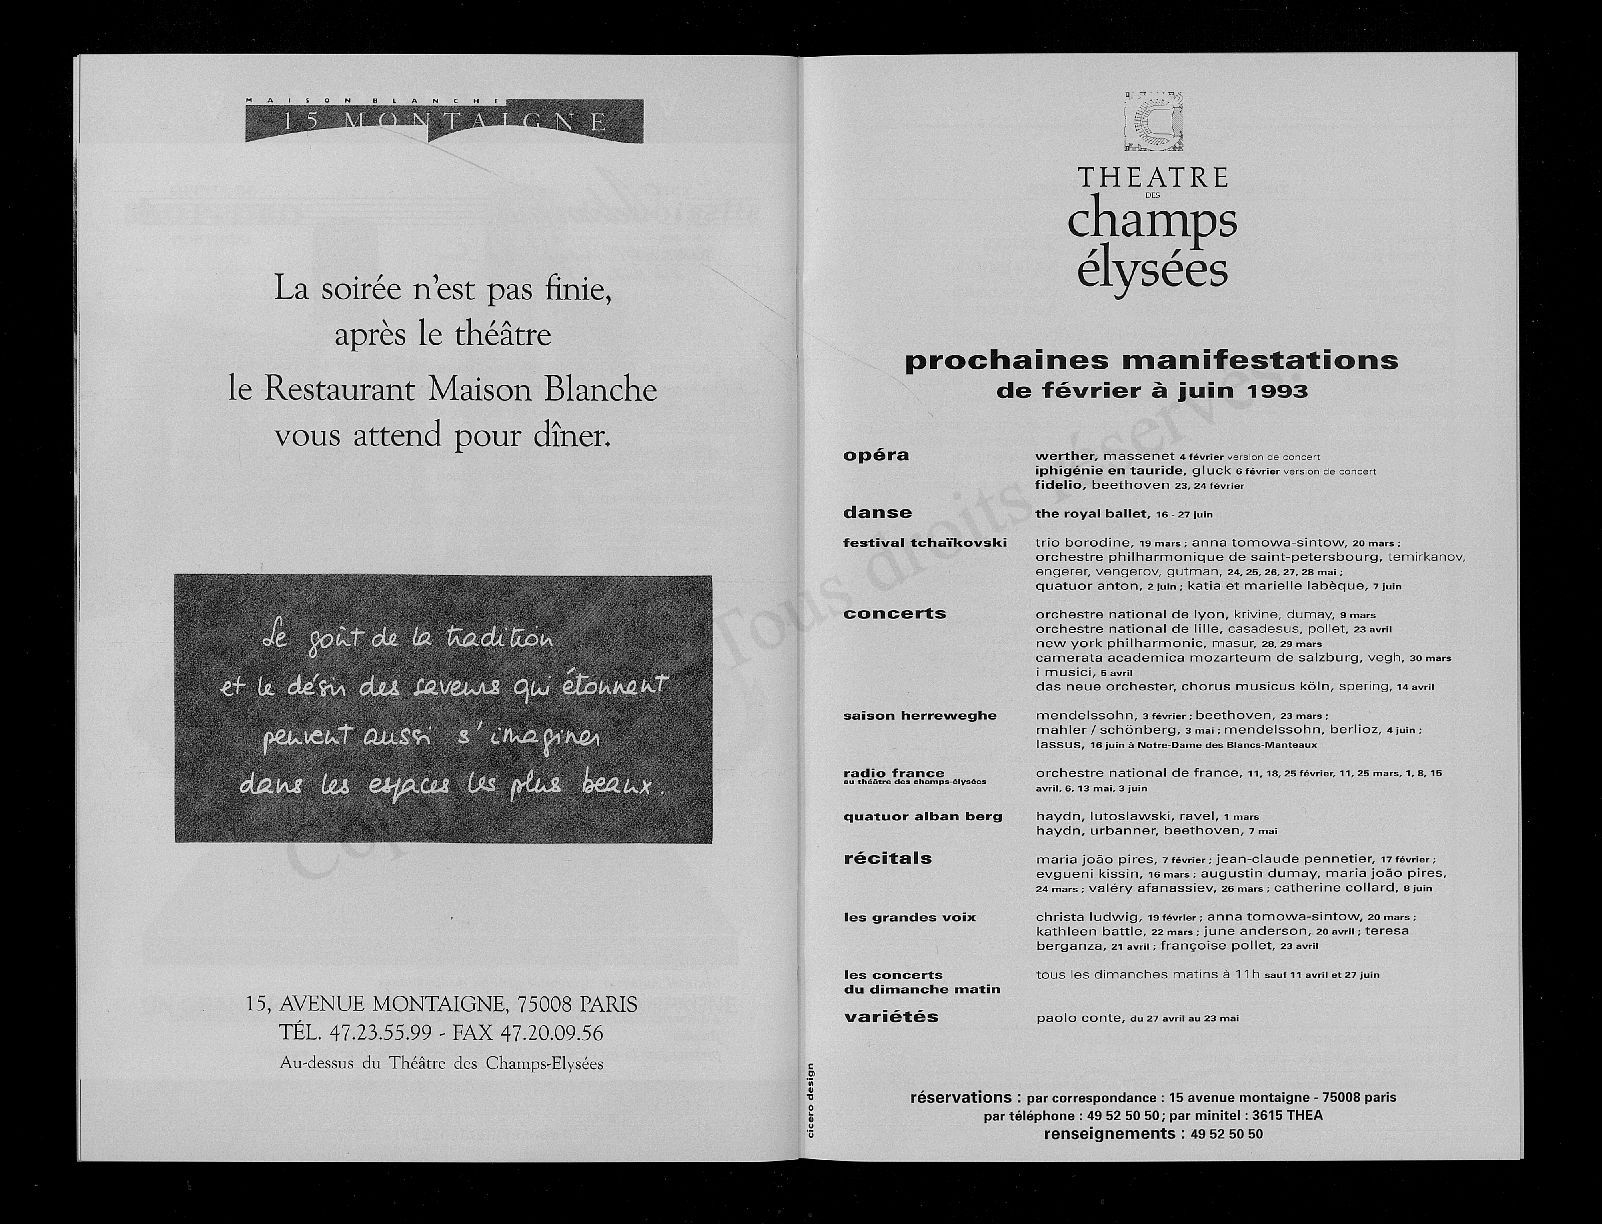 MAISON BLANCHE
15 MONTAIGNE
La soirée n'est pas finie,
après le théâtre
le Restaurant Maison Blanche
vous attend pour dîner.
Le goût de la tradition
et le désir des saveurs qui étonnent
peuvent aussi s'imaginer
dans les espaces les plus beaux.
15, AVENUE MONTAIGNE, 75008 PARIS
TÉL. 47.23.55.99 - FAX 47.20.09.56
Au-dessus du Théâtre des Champs-Elysées
THEATRE
DES
champs
élysées
prochaines manifestations
de février à juin 1993
opéra
werther, massenet 4 février version de concert
iphigénie en tauride, gluck 6 février version de concert
fidelio, beethoven 23, 24 février
danse
the royal ballet, 16 - 27 juin
festival tchaïkovski
trio borodine, 19 mars ; anna tomowa-sintow, 20 mars ;
orchestre philharmonique de saint-petersbourg, temirkanov,
engerer, vengerov, gutman, 24, 25, 26, 27, 28 mai ;
quatuor anton, 2 juin ; katia et marielle labèque, 7 juin
concerts
orchestre national de lyon, krivine, dumay, 9 mars
orchestre national de lille, casadesus, pollet, 23 avril
new york philharmonic, masur, 28, 29 mars
camerata academica mozarteum de salzburg, vegh, 30 mars
i musici, 5 avril
das neue orchester, chorus musicus köln, spering, 14 avril
saison herreweghe
mendelssohn, 3 février ; beethoven, 23 mars ;
mahler / schönberg, 3 mai ; mendelssohn, berlioz, 4 juin ;
lassus, 16 juin à Notre-Dame des Blancs-Manteaux
radio france
au théâtre des champs-élysées
orchestre national de france, 11, 18, 25 février, 11, 25 mars, 1, 8, 15
avril, 6, 13 mai, 3 juin
quatuor alban berg
haydn, lutoslawski, ravel, 1 mars
haydn, urbanner, beethoven, 7 mai
récitals
maria joão pires, 7 février ; jean-claude pennetier, 17 février ;
evgueni kissin, 16 mars ; augustin dumay, maria joão pires,
24 mars ; valéry afanassiev, 26 mars ; catherine collard, 8 juin
les grandes voix
christa ludwig, 19 février ; anna tomowa-sintow, 20 mars ;
kathleen battle, 22 mars ; june anderson, 20 avril ; teresa
berganza, 21 avril ; françoise pollet, 23 avril
les concerts
du dimanche matin
tous les dimanches matins à 11h sauf 11 avril et 27 juin
variétés
paolo conte, du 27 avril au 23 mai
réservations : par correspondance : 15 avenue montaigne - 75008 paris
par téléphone : 49 52 50 50 ; par minitel : 3615 THEA
renseignements : 49 52 50 50
cicero design
Tous droits réservés